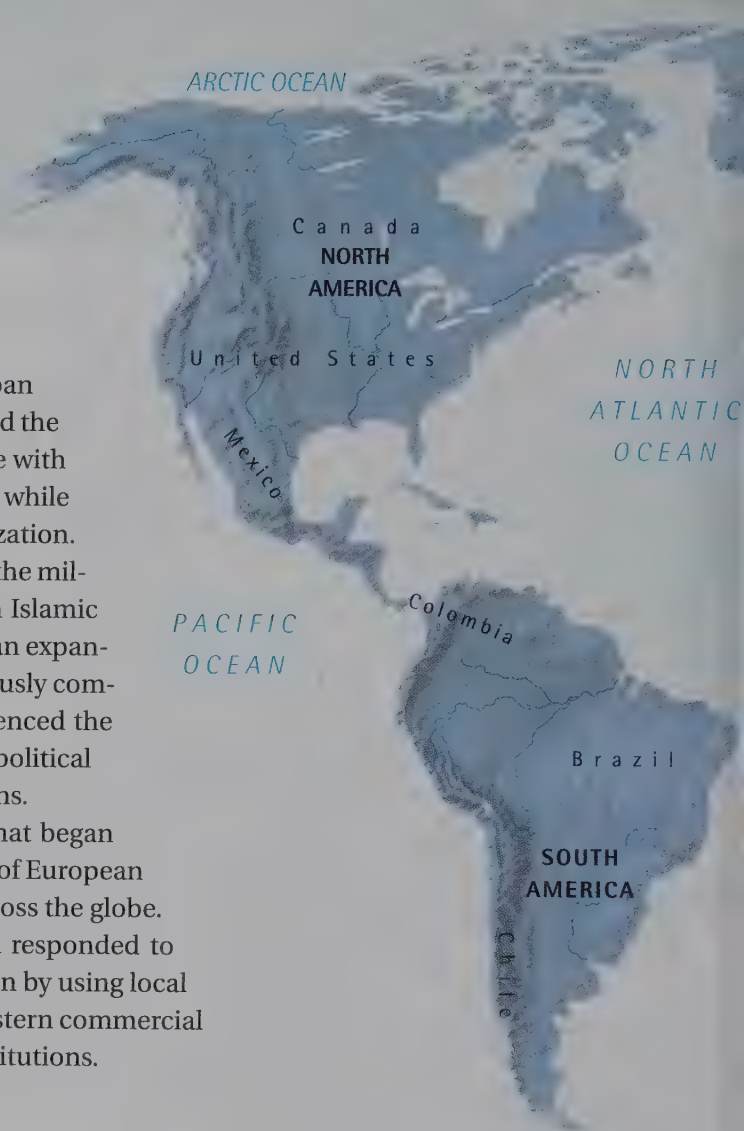 ARCTIC OCEAN
Canada
NORTH
AMERICA
United States
Mexico
NORTH
ATLANTIC
OCEAN
PACIFIC
OCEAN
Colombia
Brazil
SOUTH
AMERICA
Chile
d the
e with
while
zation.
the mil-
Islamic
an expan-
usly com-
enced the
political
ns.
hat began
of European
oss the globe.
responded to
n by using local
stern commercial
itutions.